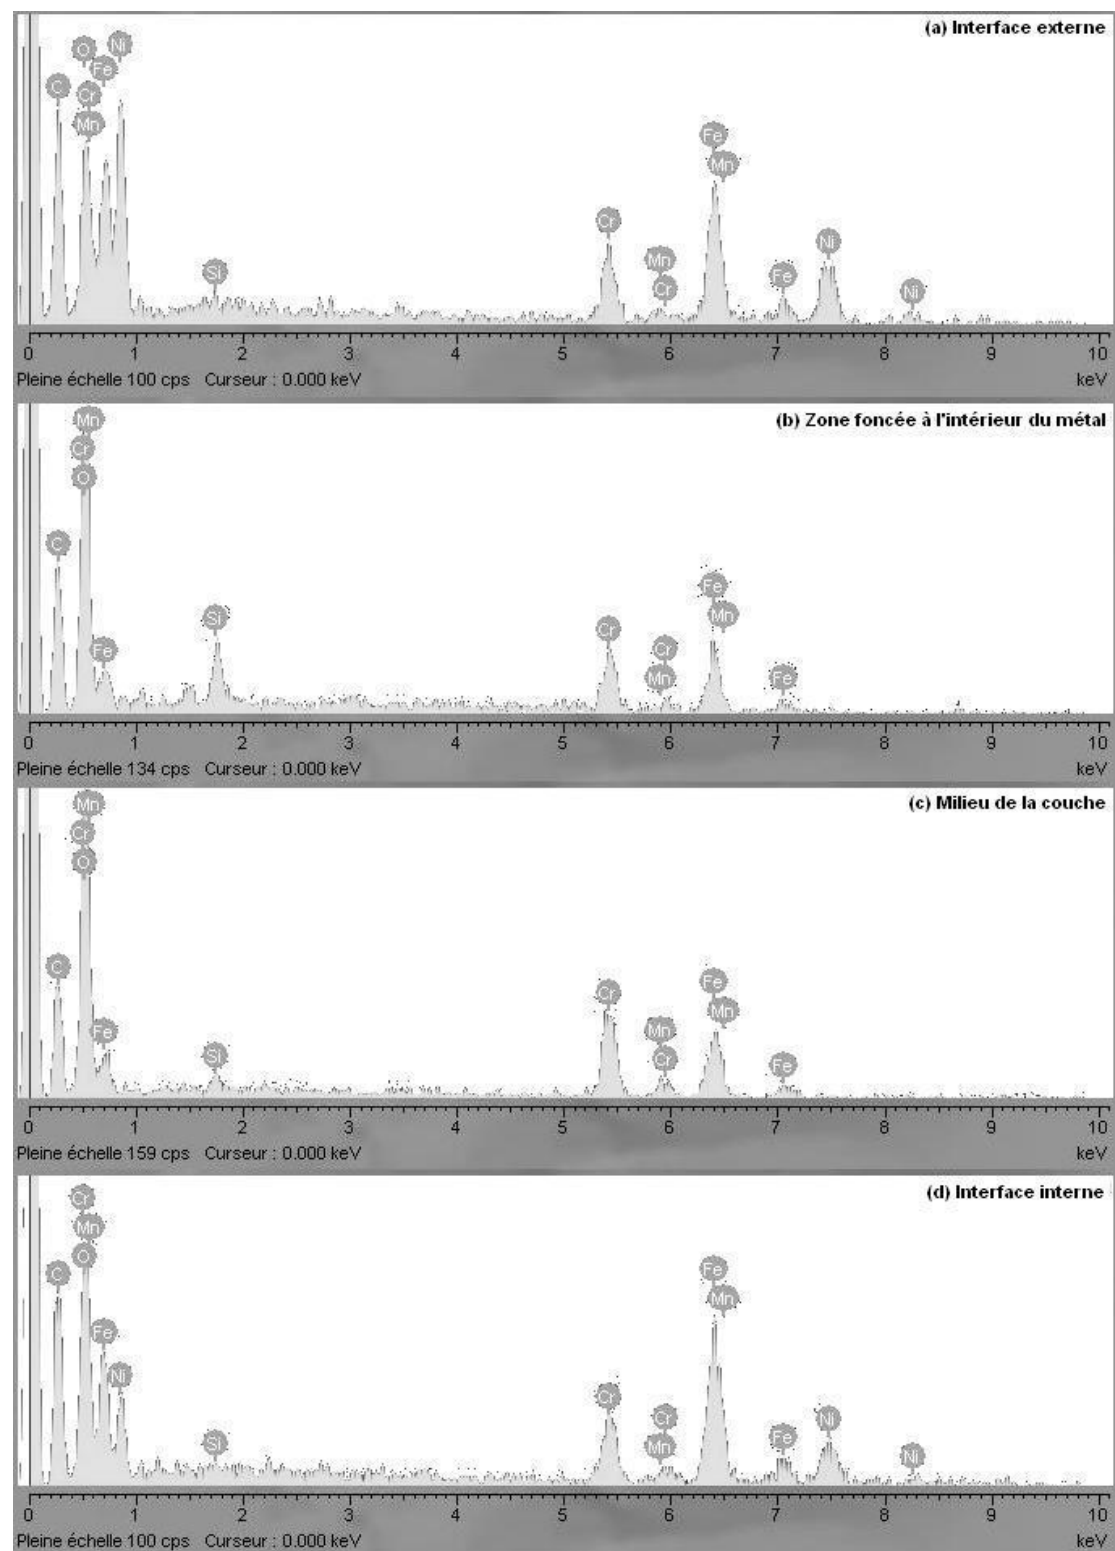 (a) Interface externe
O Ni
Fe
C Cr
Mn
Fe
Mn
Cr
Ni
Mn
Si Fe
Cr Ni
0 1 2 3 4 5 6 7 8 9 10
Pleine échelle 100 cps Curseur : 0.000 keV keV
Mn (b) Zone foncée à l'intérieur du métal
Cr
O
C
Fe
Si Mn
Cr
Fe Cr
Mn Fe
0 1 2 3 4 5 6 7 8 9 10
Pleine échelle 134 cps Curseur : 0.000 keV keV
Mn (c) Milieu de la couche
Cr
O
C
Fe
Cr
Mn
Fe Mn
Si Cr Fe
0 1 2 3 4 5 6 7 8 9 10
Pleine échelle 159 cps Curseur : 0.000 keV keV
Cr (d) Interface interne
Mn
O
C Fe
Mn
Fe
Ni
Cr
Cr Ni
Si Mn Fe
Ni
0 1 2 3 4 5 6 7 8 9 10
Pleine échelle 100 cps Curseur : 0.000 keV keV